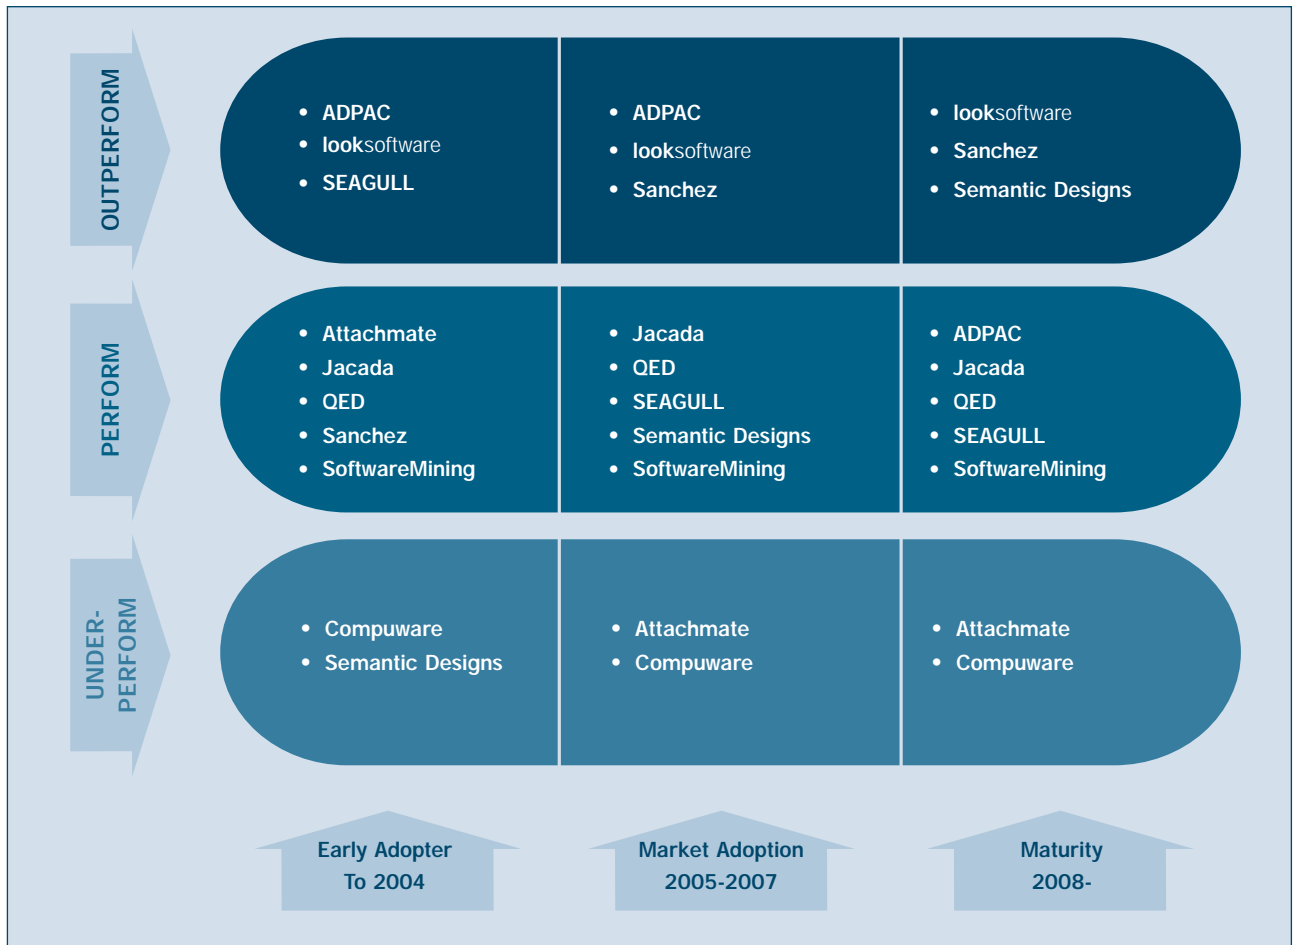 OUTPERFORM
• ADPAC
• looksoftware
• SEAGULL
• ADPAC
• looksoftware
• Sanchez
• looksoftware
• Sanchez
• Semantic Designs
PERFORM
• Attachmate
• Jacada
• QED
• Sanchez
• SoftwareMining
• Jacada
• QED
• SEAGULL
• Semantic Designs
• SoftwareMining
• ADPAC
• Jacada
• QED
• SEAGULL
• SoftwareMining
UNDER-
PERFORM
• Compuware
• Semantic Designs
• Attachmate
• Compuware
• Attachmate
• Compuware
Early Adopter
To 2004
Market Adoption
2005-2007
Maturity
2008-